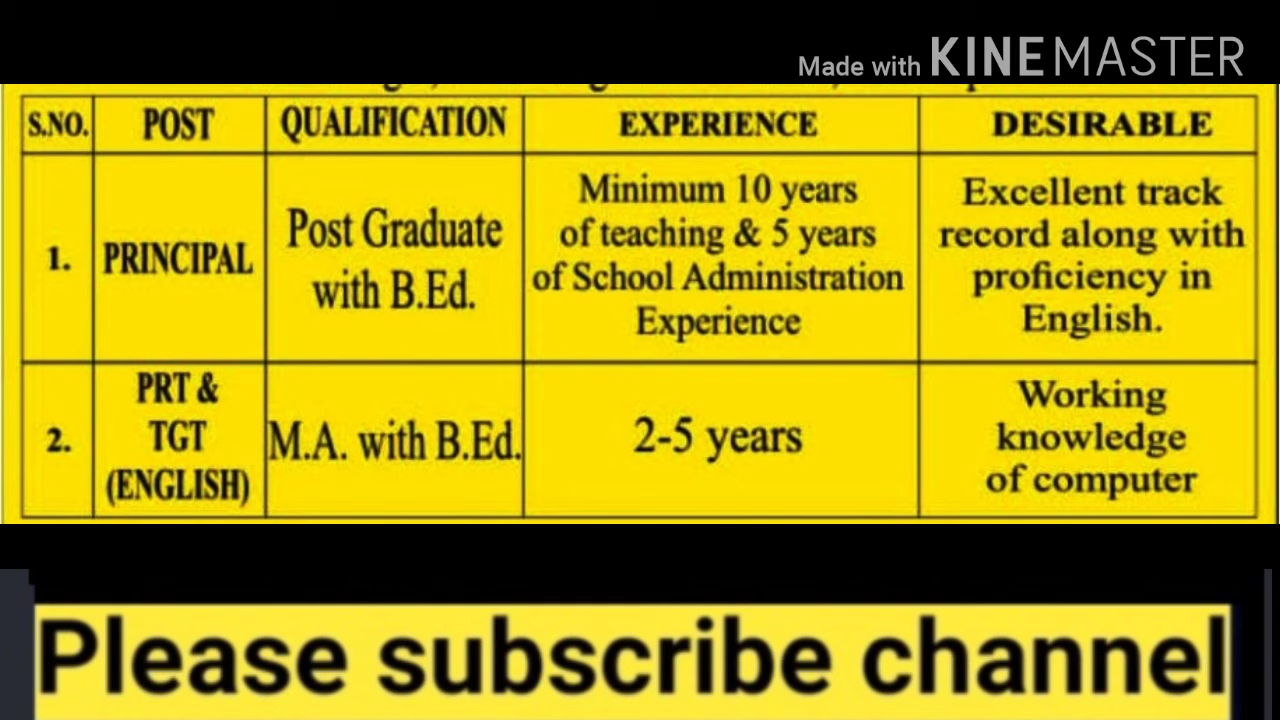 Made with KINEMASTER
S.NO. POST QUALIFICATION EXPERIENCE DESIRABLE
1. PRINCIPAL
Post Graduate
with B.Ed.
Minimum 10 years
of teaching & 5 years
of School Administration
Experience
Excellent track
record along with
proficiency in
English.
2.
PRT &
TGT
(ENGLISH)
M.A. with B.Ed.
2-5 years
Working
knowledge
of computer
Please subscribe channel